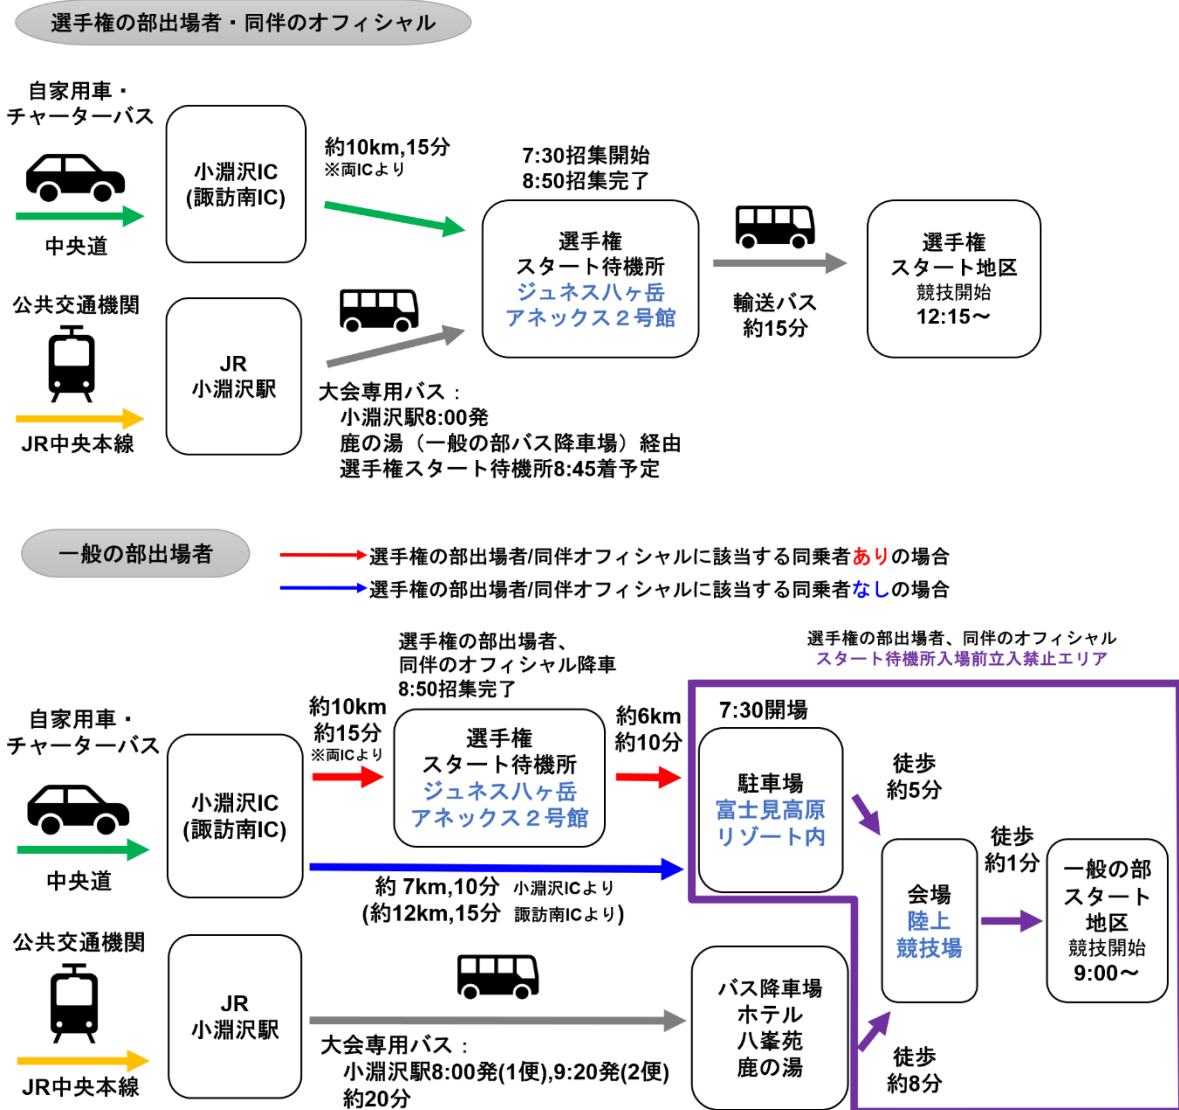 選手権の部出場者・同伴のオフィシャル
自家用車・
チャーターバス
中央道
小淵沢IC
(諏訪南IC)
約10km,15分
※両ICより
7:30招集開始
8:50招集完了
選手権
スタート待機所
ジュネス八ヶ岳
アネックス２号館
輸送バス
約15分
選手権
スタート地区
競技開始
12:15～
公共交通機関
JR中央本線
JR
小淵沢駅
大会専用バス：
小淵沢駅8:00発
鹿の湯（一般の部バス降車場）経由
選手権スタート待機所8:45着予定
一般の部出場者
選手権の部出場者/同伴オフィシャルに該当する同乗者ありの場合
選手権の部出場者/同伴オフィシャルに該当する同乗者なしの場合
自家用車・
チャーターバス
中央道
小淵沢IC
(諏訪南IC)
約10km
約15分
※両ICより
選手権の部出場者、
同伴のオフィシャル降車
8:50招集完了
選手権
スタート待機所
ジュネス八ヶ岳
アネックス２号館
約6km
約10分
約 7km,10分 小淵沢ICより
(約12km,15分 諏訪南ICより)
選手権の部出場者、同伴のオフィシャル
スタート待機所入場前立入禁止エリア
7:30開場
駐車場
富士見高原
リゾート内
徒歩
約5分
会場
陸上
競技場
徒歩
約1分
一般の部
スタート
地区
競技開始
9:00～
公共交通機関
JR中央本線
JR
小淵沢駅
大会専用バス：
小淵沢駅8:00発(1便),9:20発(2便)
約20分
バス降車場
ホテル
八峯苑
鹿の湯
徒歩
約8分